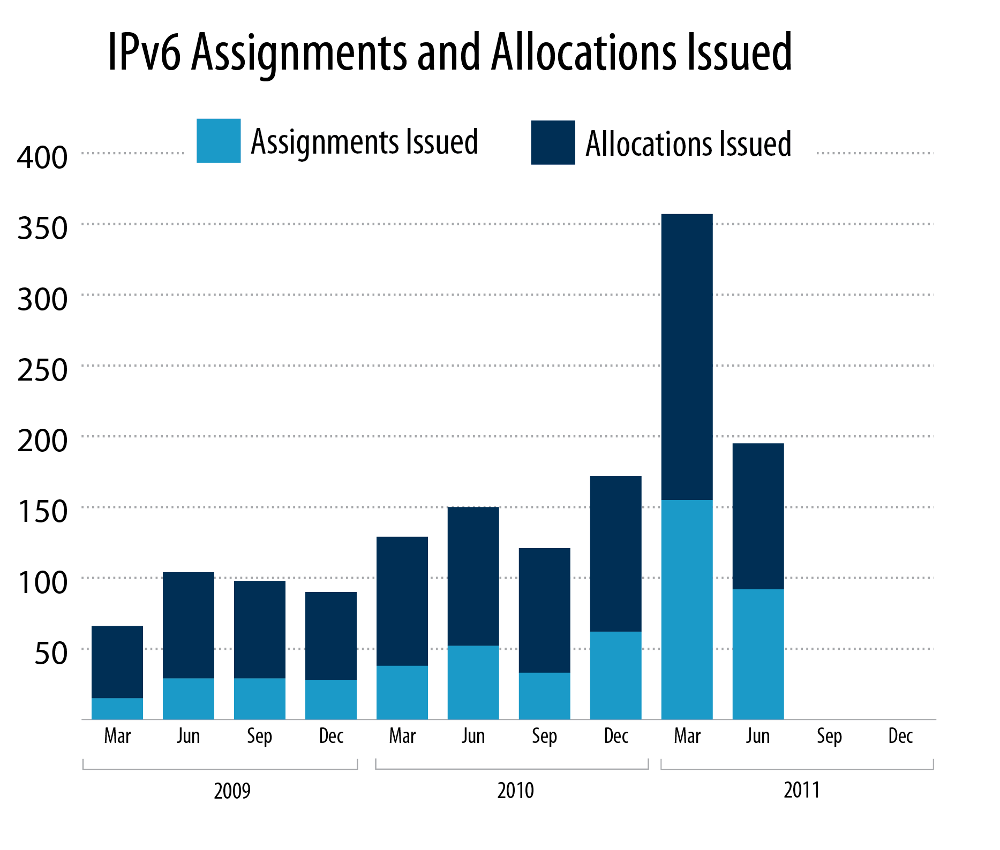 IPv6 Assignments and Allocations Issued
Assignments Issued Allocations Issued
400
350
300
250
200
150
100
50
Mar Jun Sep Dec Mar Jun Sep Dec Mar Jun Sep Dec
2009 2010 2011